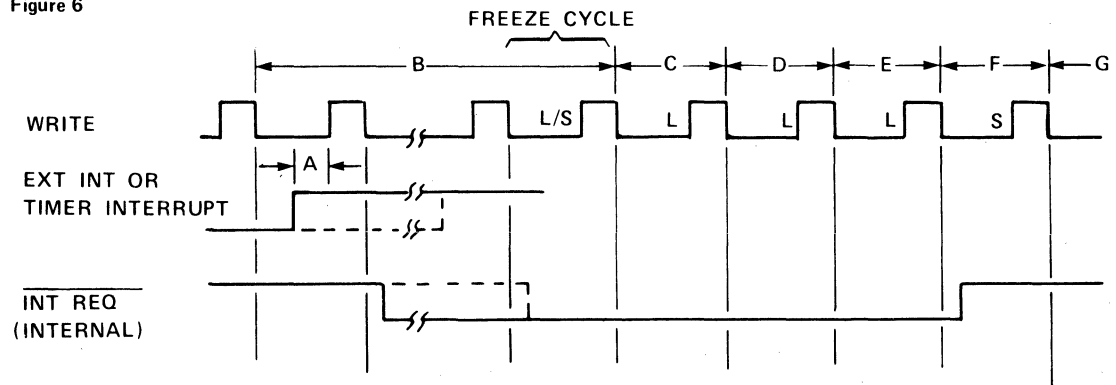 Figure 6
FREEZE CYCLE
B C D E F G
WRITE L/S L L L S
A
EXT INT OR
TIMER INTERRUPT
INT REQ
(INTERNAL)